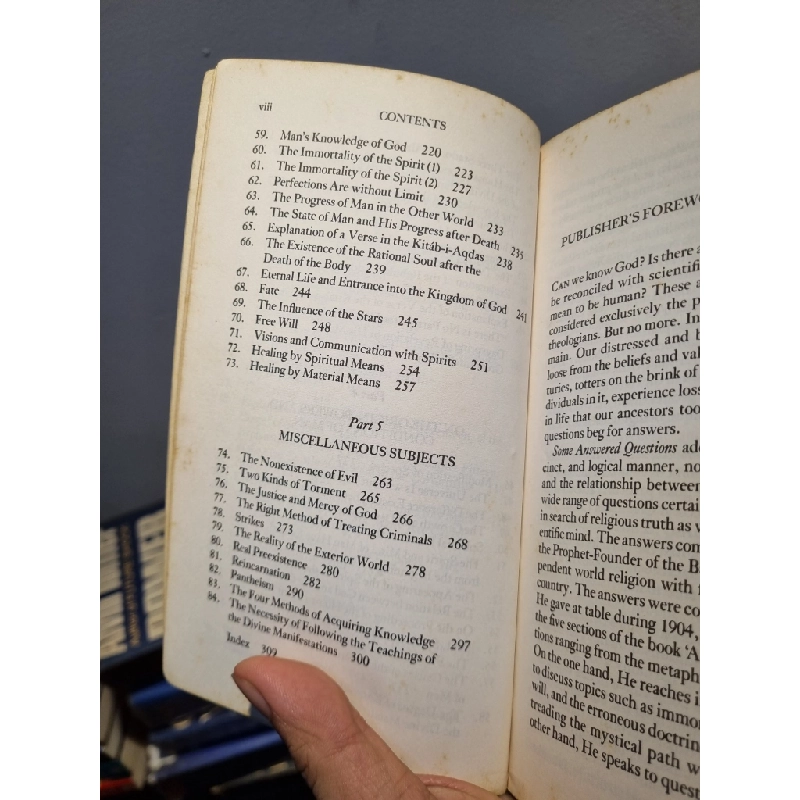 viii
CONTENTS
59. Man's Knowledge of God 220
60. The Immortality of the Spirit (1) 223
61. The Immortality of the Spirit (2) 227
62. Perfections Are without Limit 230
63. The Progress of Man in the Other World 233
64. The State of Man and His Progress after Death 235
65. Explanation of a Verse in the Kitáb-i-Aqdas 238
66. The Existence of the Rational Soul after the
Death of the Body 239
67. Eternal Life and Entrance into the Kingdom of God 241
68. Fate 244
69. The Influence of the Stars 245
70. Free Will 248
71. Visions and Communication with Spirits 251
72. Healing by Spiritual Means 254
73. Healing by Material Means 257
Part 5
MISCELLANEOUS SUBJECTS
74. The Nonexistence of Evil 263
75. Two Kinds of Torment 265
76. The Justice and Mercy of God 266
77. The Right Method of Treating Criminals 268
78. Strikes 273
79. The Reality of the Exterior World 278
80. Real Preexistence 280
81. Reincarnation 282
82. Pantheism 290
83. The Four Methods of Acquiring Knowledge 297
84. The Necessity of Following the Teachings of
the Divine Manifestations 300
Index 309
PUBLISHER'S FOREWO
CAN we know God? Is there a
be reconciled with scientifi
mean to be human? These a
considered exclusively the p
theologians. But no more. In
main. Our distressed and b
loose from the beliefs and val
turies, totters on the brink of
dividuals in it, experience loss
in life that our ancestors too
questions beg for answers.
Some Answered Questions add
cinct, and logical manner, no
and the relationship between
wide range of questions certai
in search of religious truth as w
entific mind. The answers con
the Prophet-Founder of the B
pendent world religion with
country. The answers were co
He gave at table during 1904,
the five sections of the book 'A
tions ranging from the metaph
On the one hand, He reaches i
to discuss topics such as immor
will, and the erroneous doctrin
treading the mystical path w
other hand, He speaks to quest